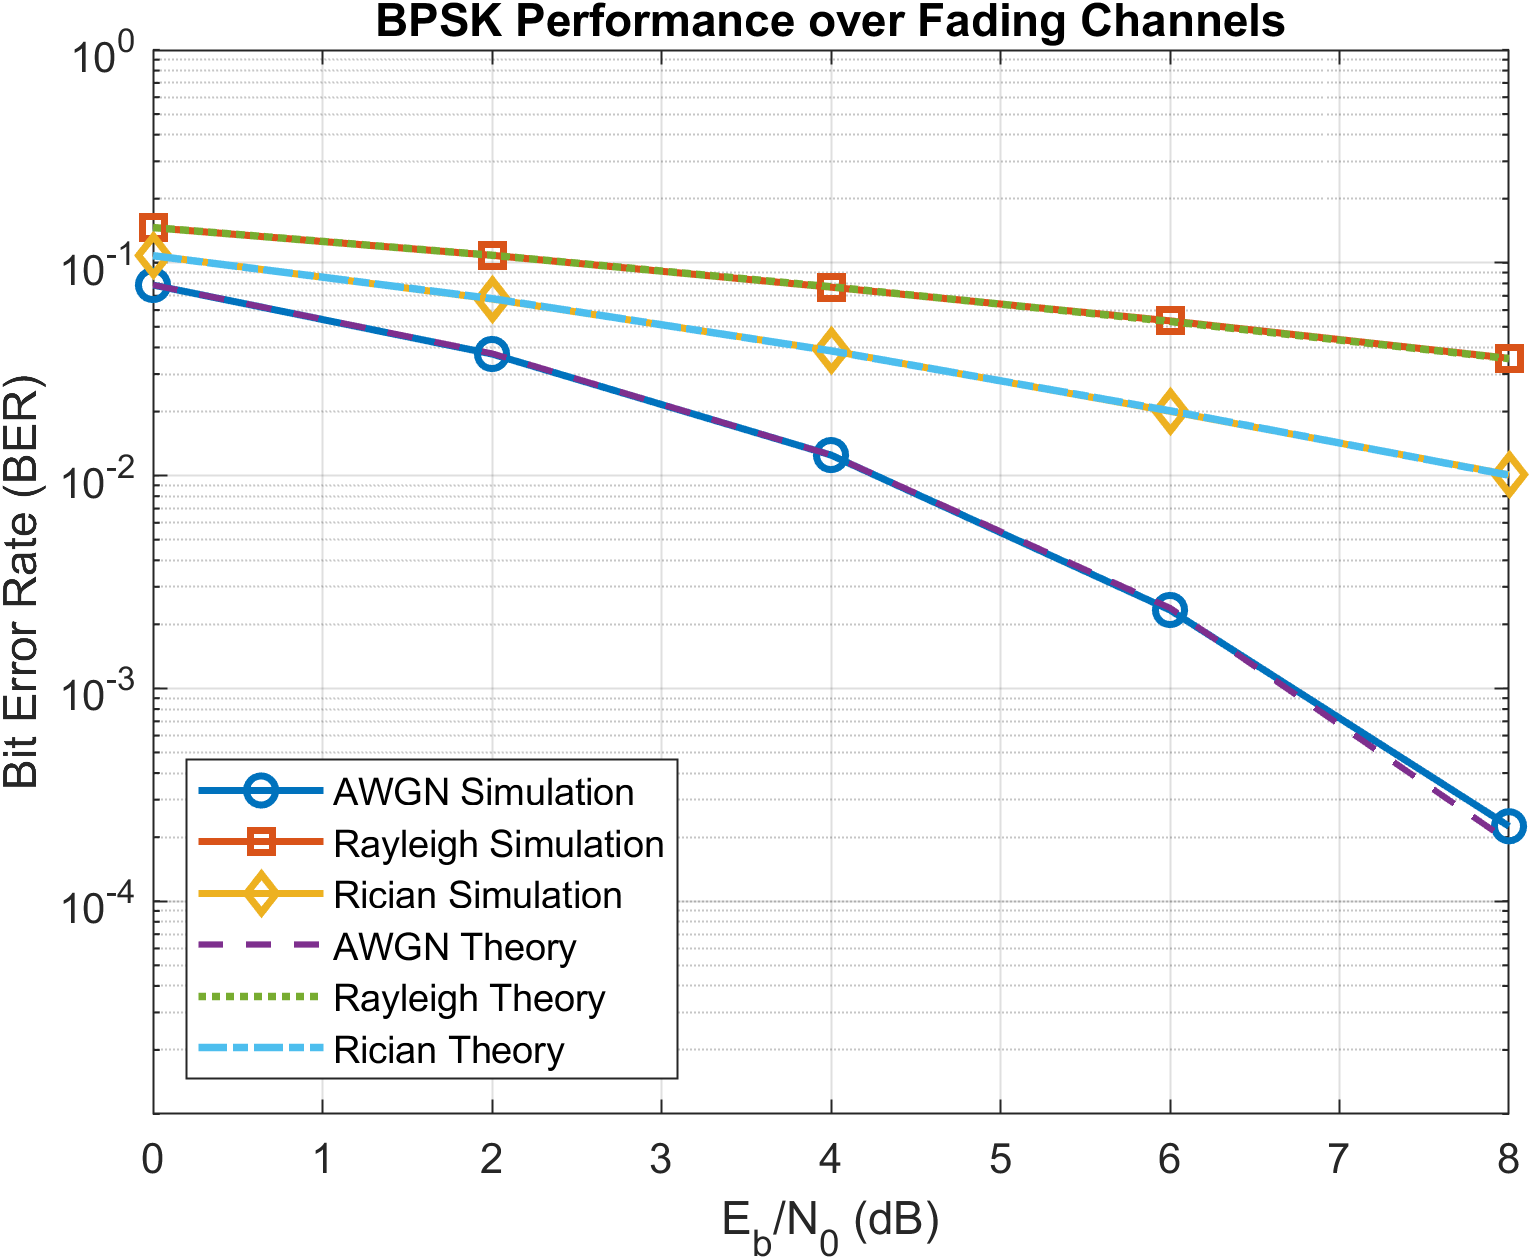 BPSK Performance over Fading Channels
10^0
10^-1
10^-2
10^-3
10^-4
Bit Error Rate (BER)
AWGN Simulation
Rayleigh Simulation
Rician Simulation
AWGN Theory
Rayleigh Theory
Rician Theory
0 1 2 3 4 5 6 7 8
E_b/N_0 (dB)